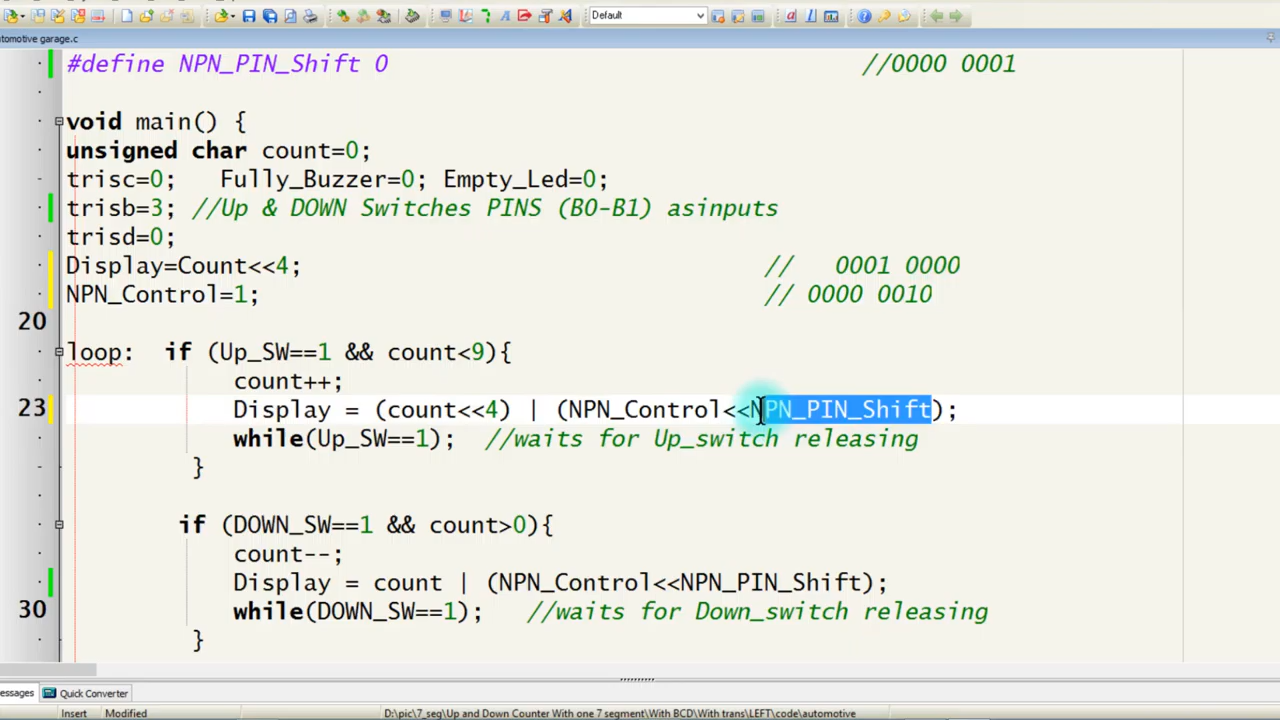 Default
utomotive garage.c
#define NPN_PIN_Shift 0 //0000 0001
void main() {
unsigned char count=0;
trisc=0; Fully_Buzzer=0; Empty_Led=0;
trisb=3; //Up & DOWN Switches PINS (B0-B1) asinputs
trisd=0;
Display=Count<<4; // 0001 0000
NPN_Control=1; // 0000 0010
20
loop: if (Up_SW==1 && count<9){
count++;
23 Display = (count<<4) | (NPN_Control<<NPN_PIN_Shift);
while(Up_SW==1); //waits for Up_switch releasing
}
if (DOWN_SW==1 && count>0){
count--;
Display = count | (NPN_Control<<NPN_PIN_Shift);
30 while(DOWN_SW==1); //waits for Down_switch releasing
}
essages Quick Converter
Insert Modified D:\pic\7_seg\Up and Down Counter With one 7 segment\With BCD\With trans\LEFT\code\automotive